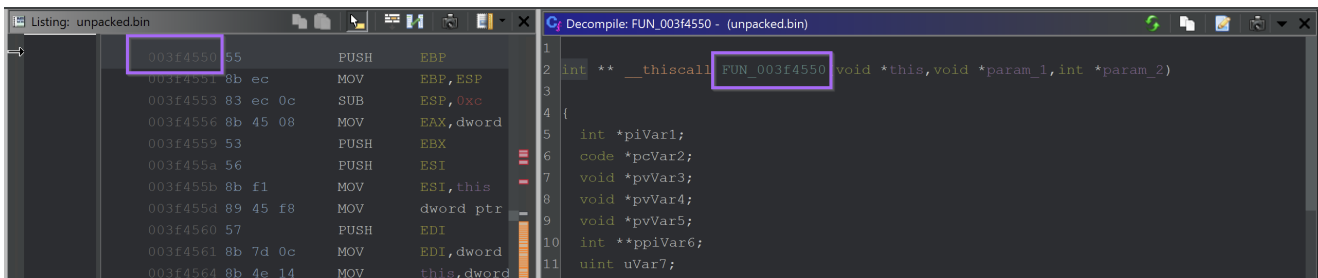 Listing: unpacked.bin
003f4550 55 PUSH EBP
003f4551 8b ec MOV EBP,ESP
003f4553 83 ec 0c SUB ESP,0xc
003f4556 8b 45 08 MOV EAX,dword
003f4559 53 PUSH EBX
003f455a 56 PUSH ESI
003f455b 8b f1 MOV ESI,this
003f455d 89 45 f8 MOV dword ptr
003f4560 57 PUSH EDI
003f4561 8b 7d 0c MOV EDI,dword
003f4564 8b 4e 14 MOV this,dword
Decompile: FUN_003f4550 - (unpacked.bin)
1
2 int ** __thiscall FUN_003f4550(void *this,void *param_1,int *param_2)
3
4 {
5 int *piVar1;
6 code *pcVar2;
7 void *pvVar3;
8 void *pvVar4;
9 void *pvVar5;
10 int **ppiVar6;
11 uint uVar7;